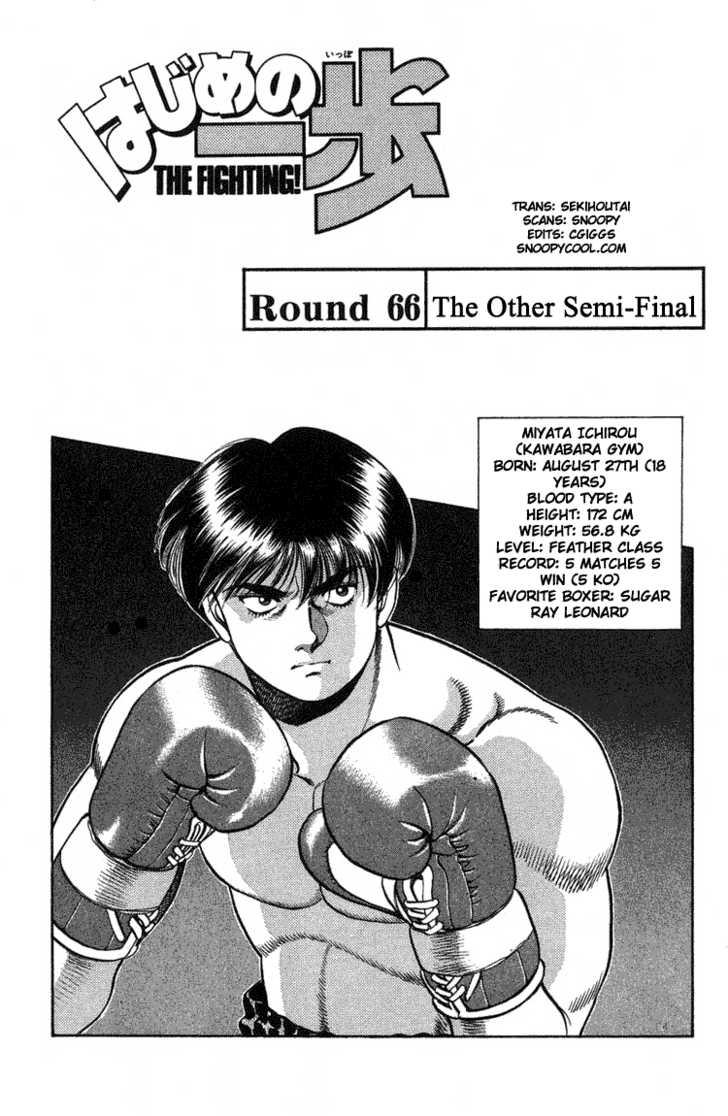 いっぽ
はじめの一歩
THE FIGHTING!
TRANS: SEKIHOUTAI
SCANS: SNOOPY
EDITS: CGIGGS
SNOOPYCOOL.COM
Round 66
The Other Semi-Final
MIYATA ICHIROU
(KAWABARA GYM)
BORN: AUGUST 27TH (18
YEARS)
BLOOD TYPE: A
HEIGHT: 172 CM
WEIGHT: 56.8 KG
LEVEL: FEATHER CLASS
RECORD: 5 MATCHES 5
WIN (5 KO)
FAVORITE BOXER: SUGAR
RAY LEONARD